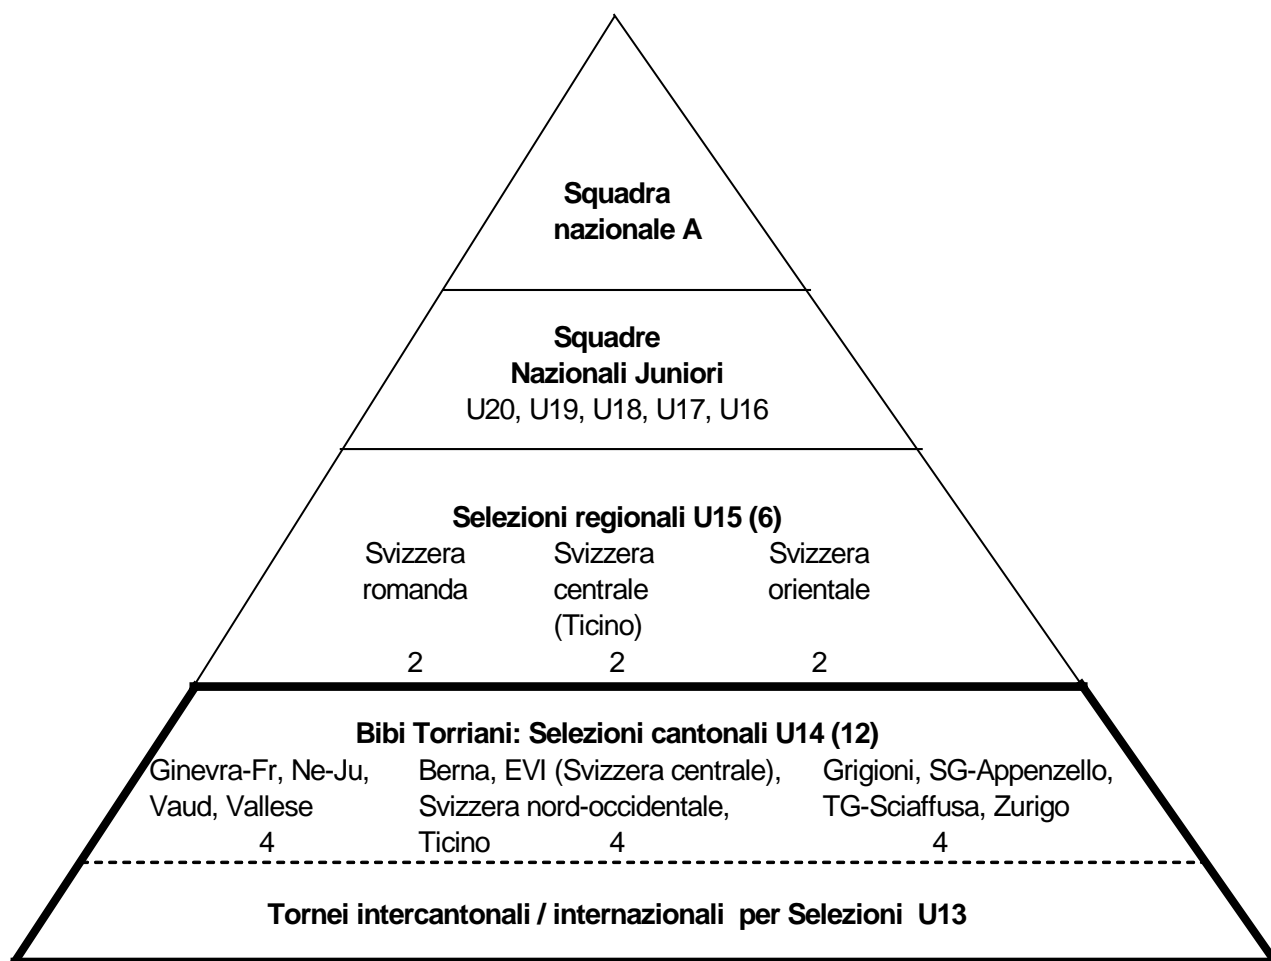 Squadra
nazionale A
Squadre
Nazionali Juniori
U20, U19, U18, U17, U16
Selezioni regionali U15 (6)
Svizzera
romanda
2
Svizzera
centrale
(Ticino)
2
Svizzera
orientale
2
Bibi Torriani: Selezioni cantonali U14 (12)
Ginevra-Fr, Ne-Ju,
Vaud, Vallese
4
Berna, EVI (Svizzera centrale),
Svizzera nord-occidentale,
Ticino 4
Grigioni, SG-Appenzello,
TG-Sciaffusa, Zurigo
4
Tornei intercantonali / internazionali per Selezioni U13